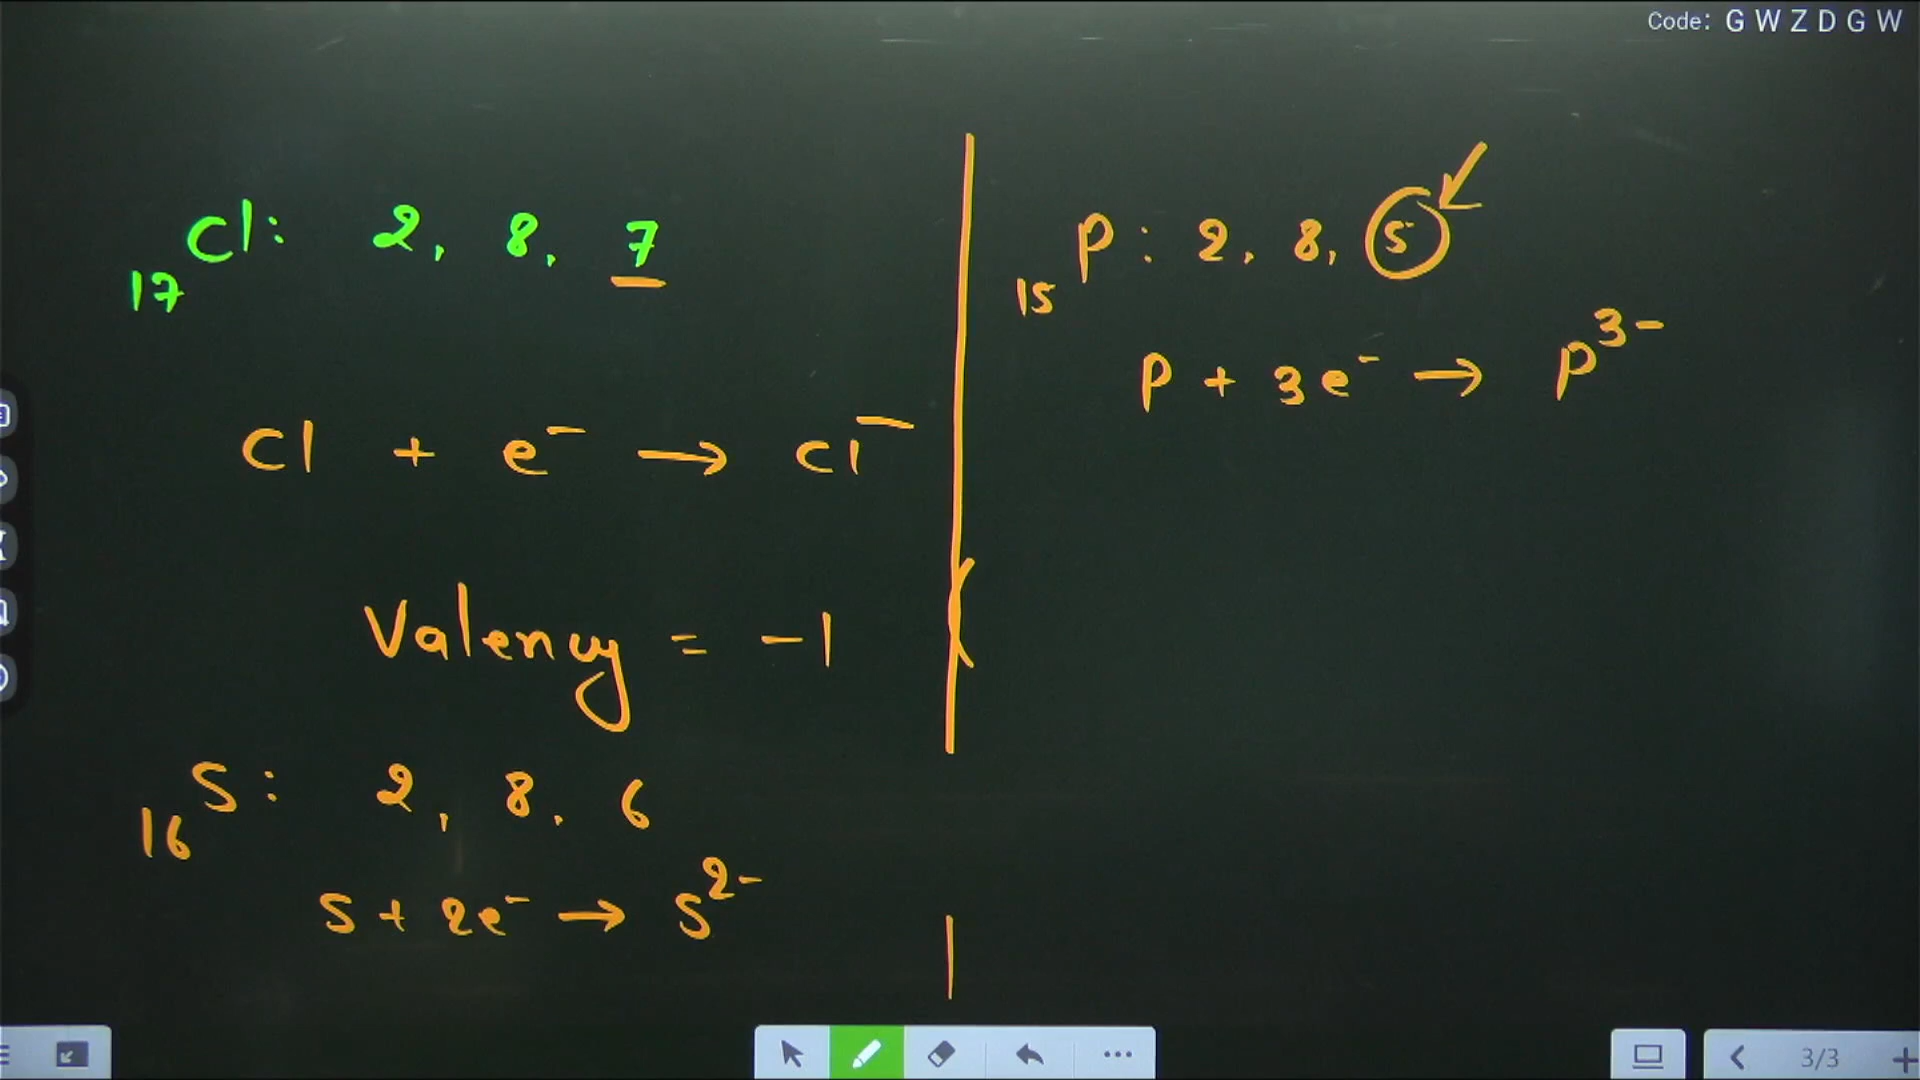 Code: G W Z D G W
17Cl: 2, 8, 7
Cl + e⁻ → Cl⁻
Valency = -1
16S: 2, 8, 6
S + 2e⁻ → S²⁻
15P: 2, 8, 5
P + 3e⁻ → P³⁻
3/3